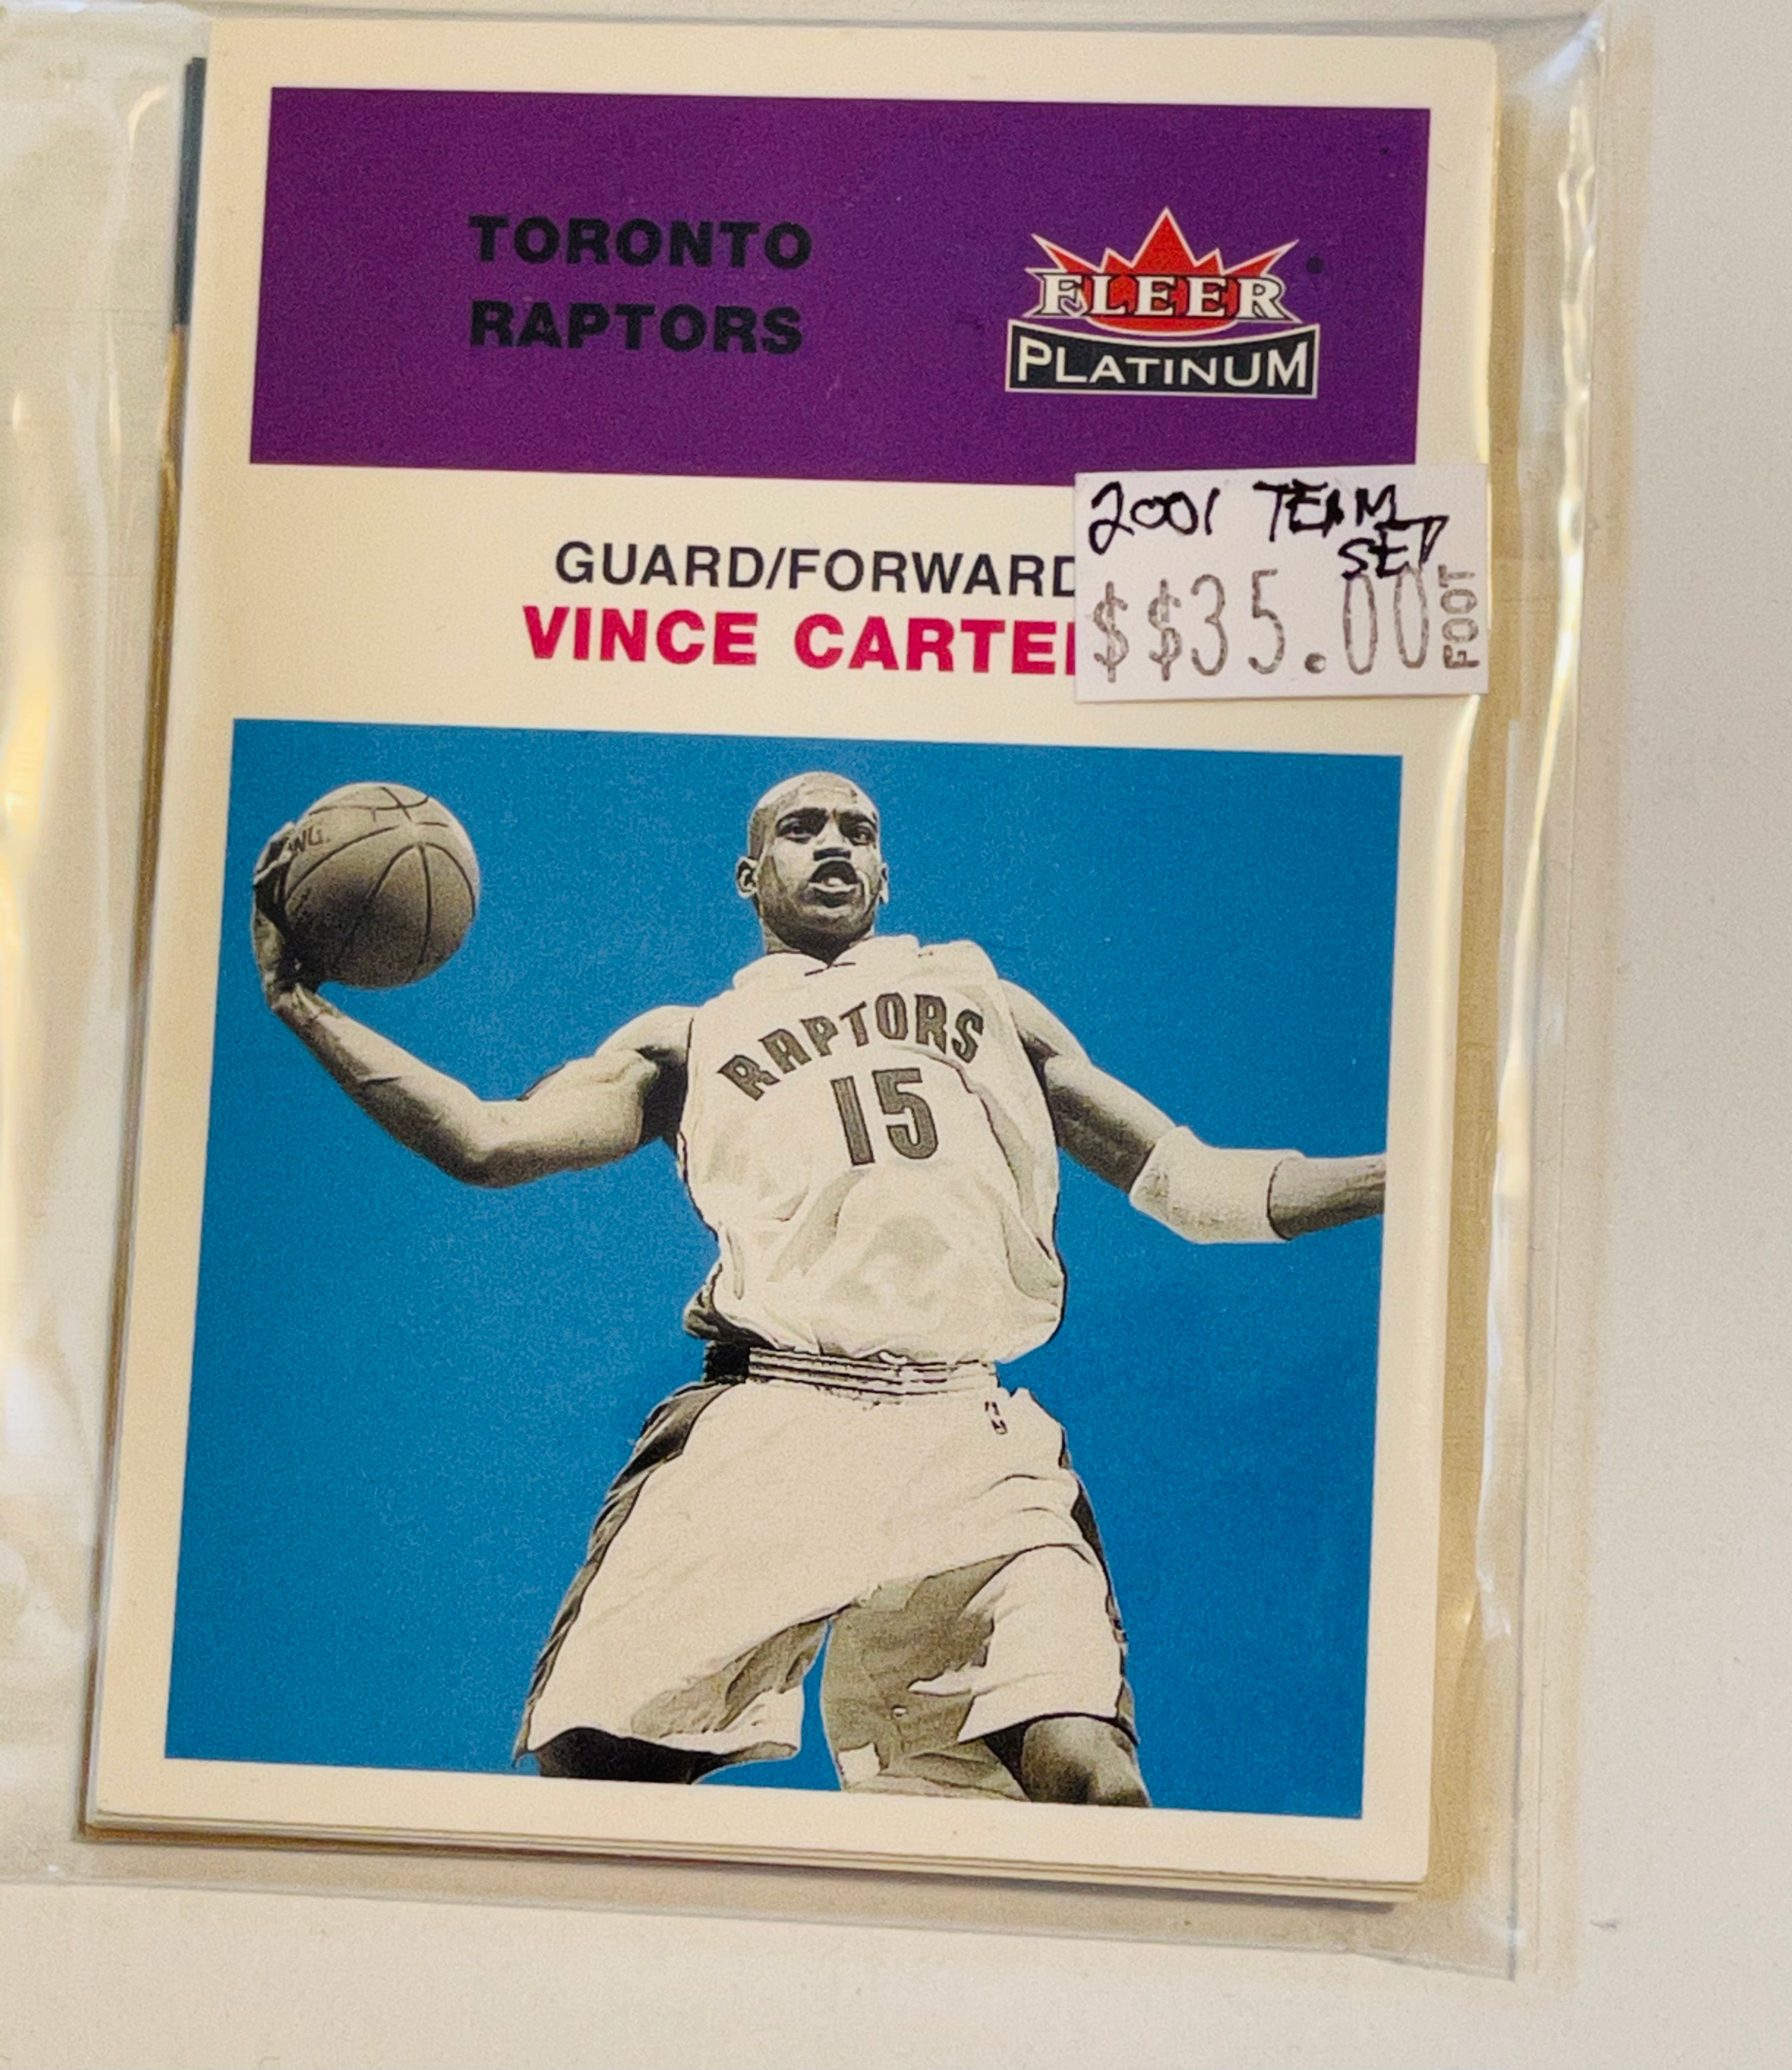 TORONTO
RAPTORS
FLEER
PLATINUM
2001 TEAM
SET
$$35.00
FOOT
GUARD/FORWARD
VINCE CARTE
RAPTORS
15